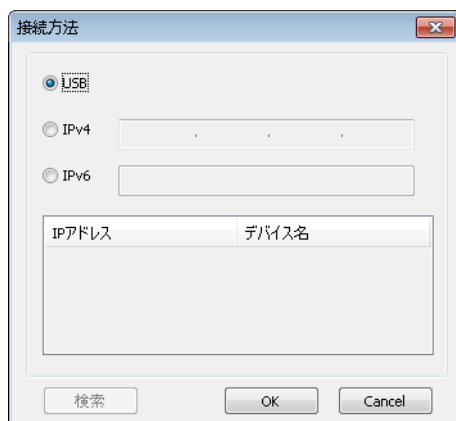 接続方法
USB
IPv4 . . .
IPv6
IPアドレス デバイス名
検索 OK Cancel